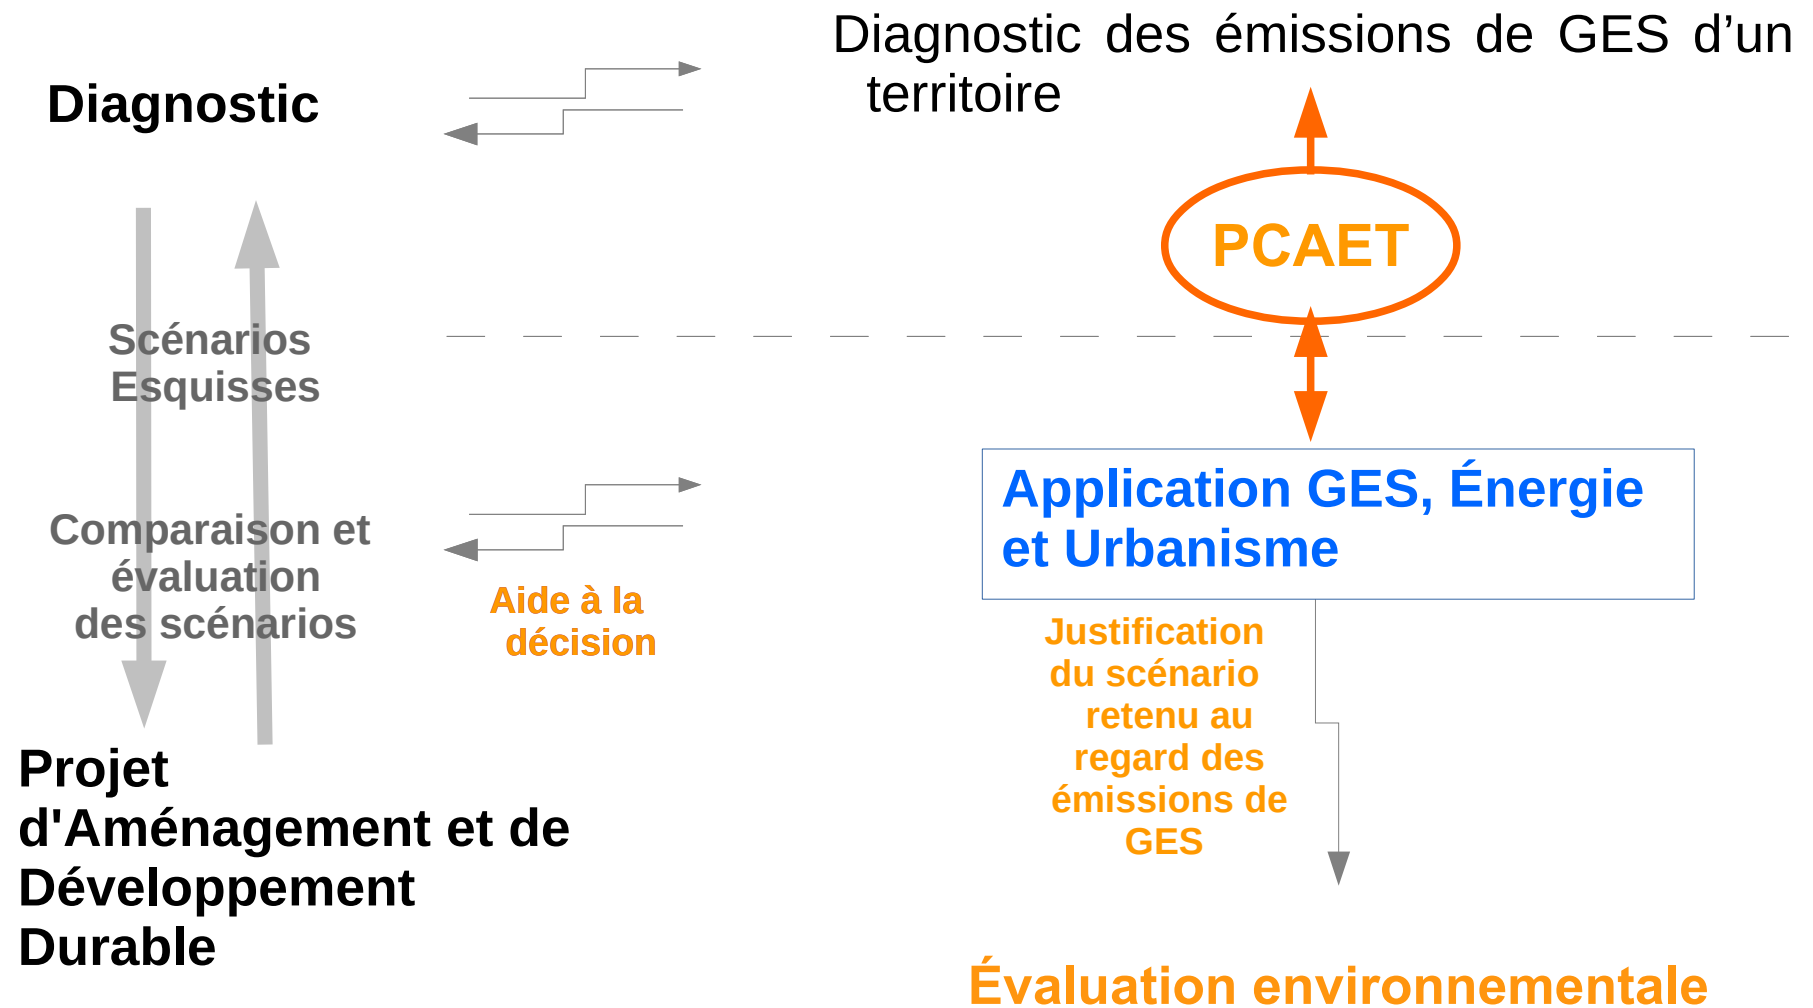 Diagnostic des émissions de GES d’un
territoire
Diagnostic
PCAET
Scénarios
Esquisses
Comparaison et
évaluation
des scénarios
Aide à la
décision
Application GES, Énergie
et Urbanisme
Justification
du scénario
retenu au
regard des
émissions de
GES
Projet
d'Aménagement et de
Développement
Durable
Évaluation environnementale